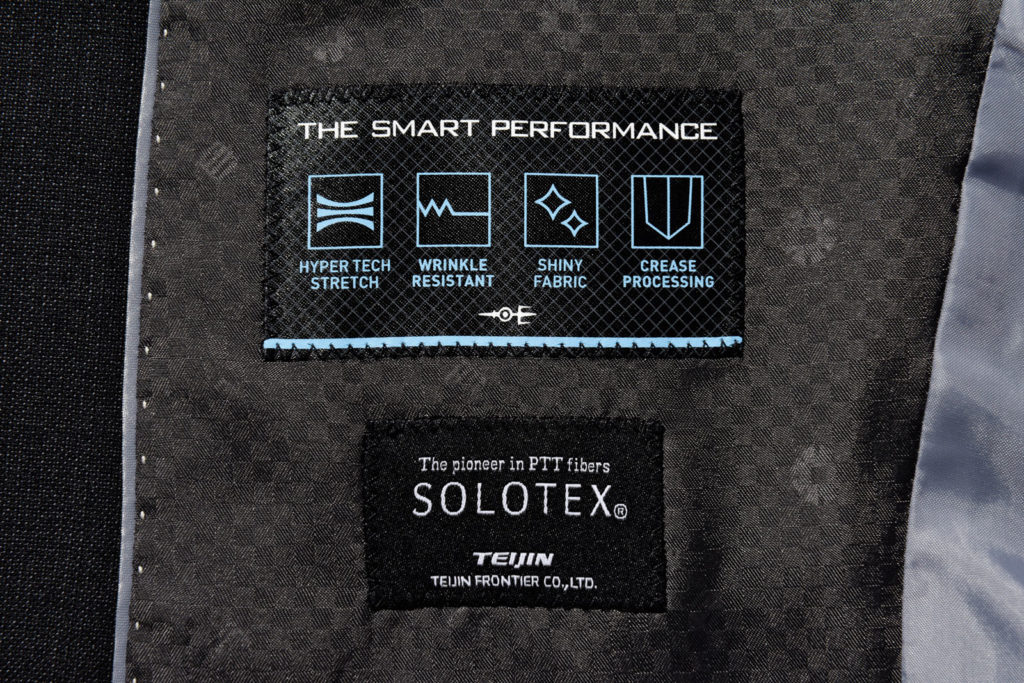 THE SMART PERFORMANCE
HYPER TECH
STRETCH
WRINKLE
RESISTANT
SHINY
FABRIC
CREASE
PROCESSING
The pioneer in PTT fibers
SOLOTEX®
TEIJIN
TEIJIN FRONTIER CO.,LTD.